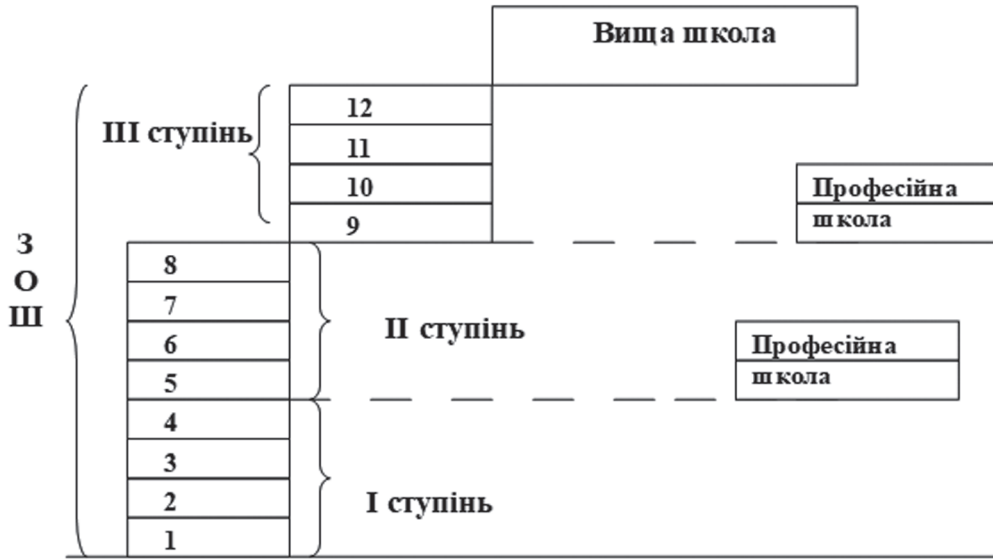 Вища школа
12
III ступінь
11
10
Професійна
школа
9
З
О
Ш
8
7
II ступінь
6
Професійна
школа
5
4
3
2
I ступінь
1